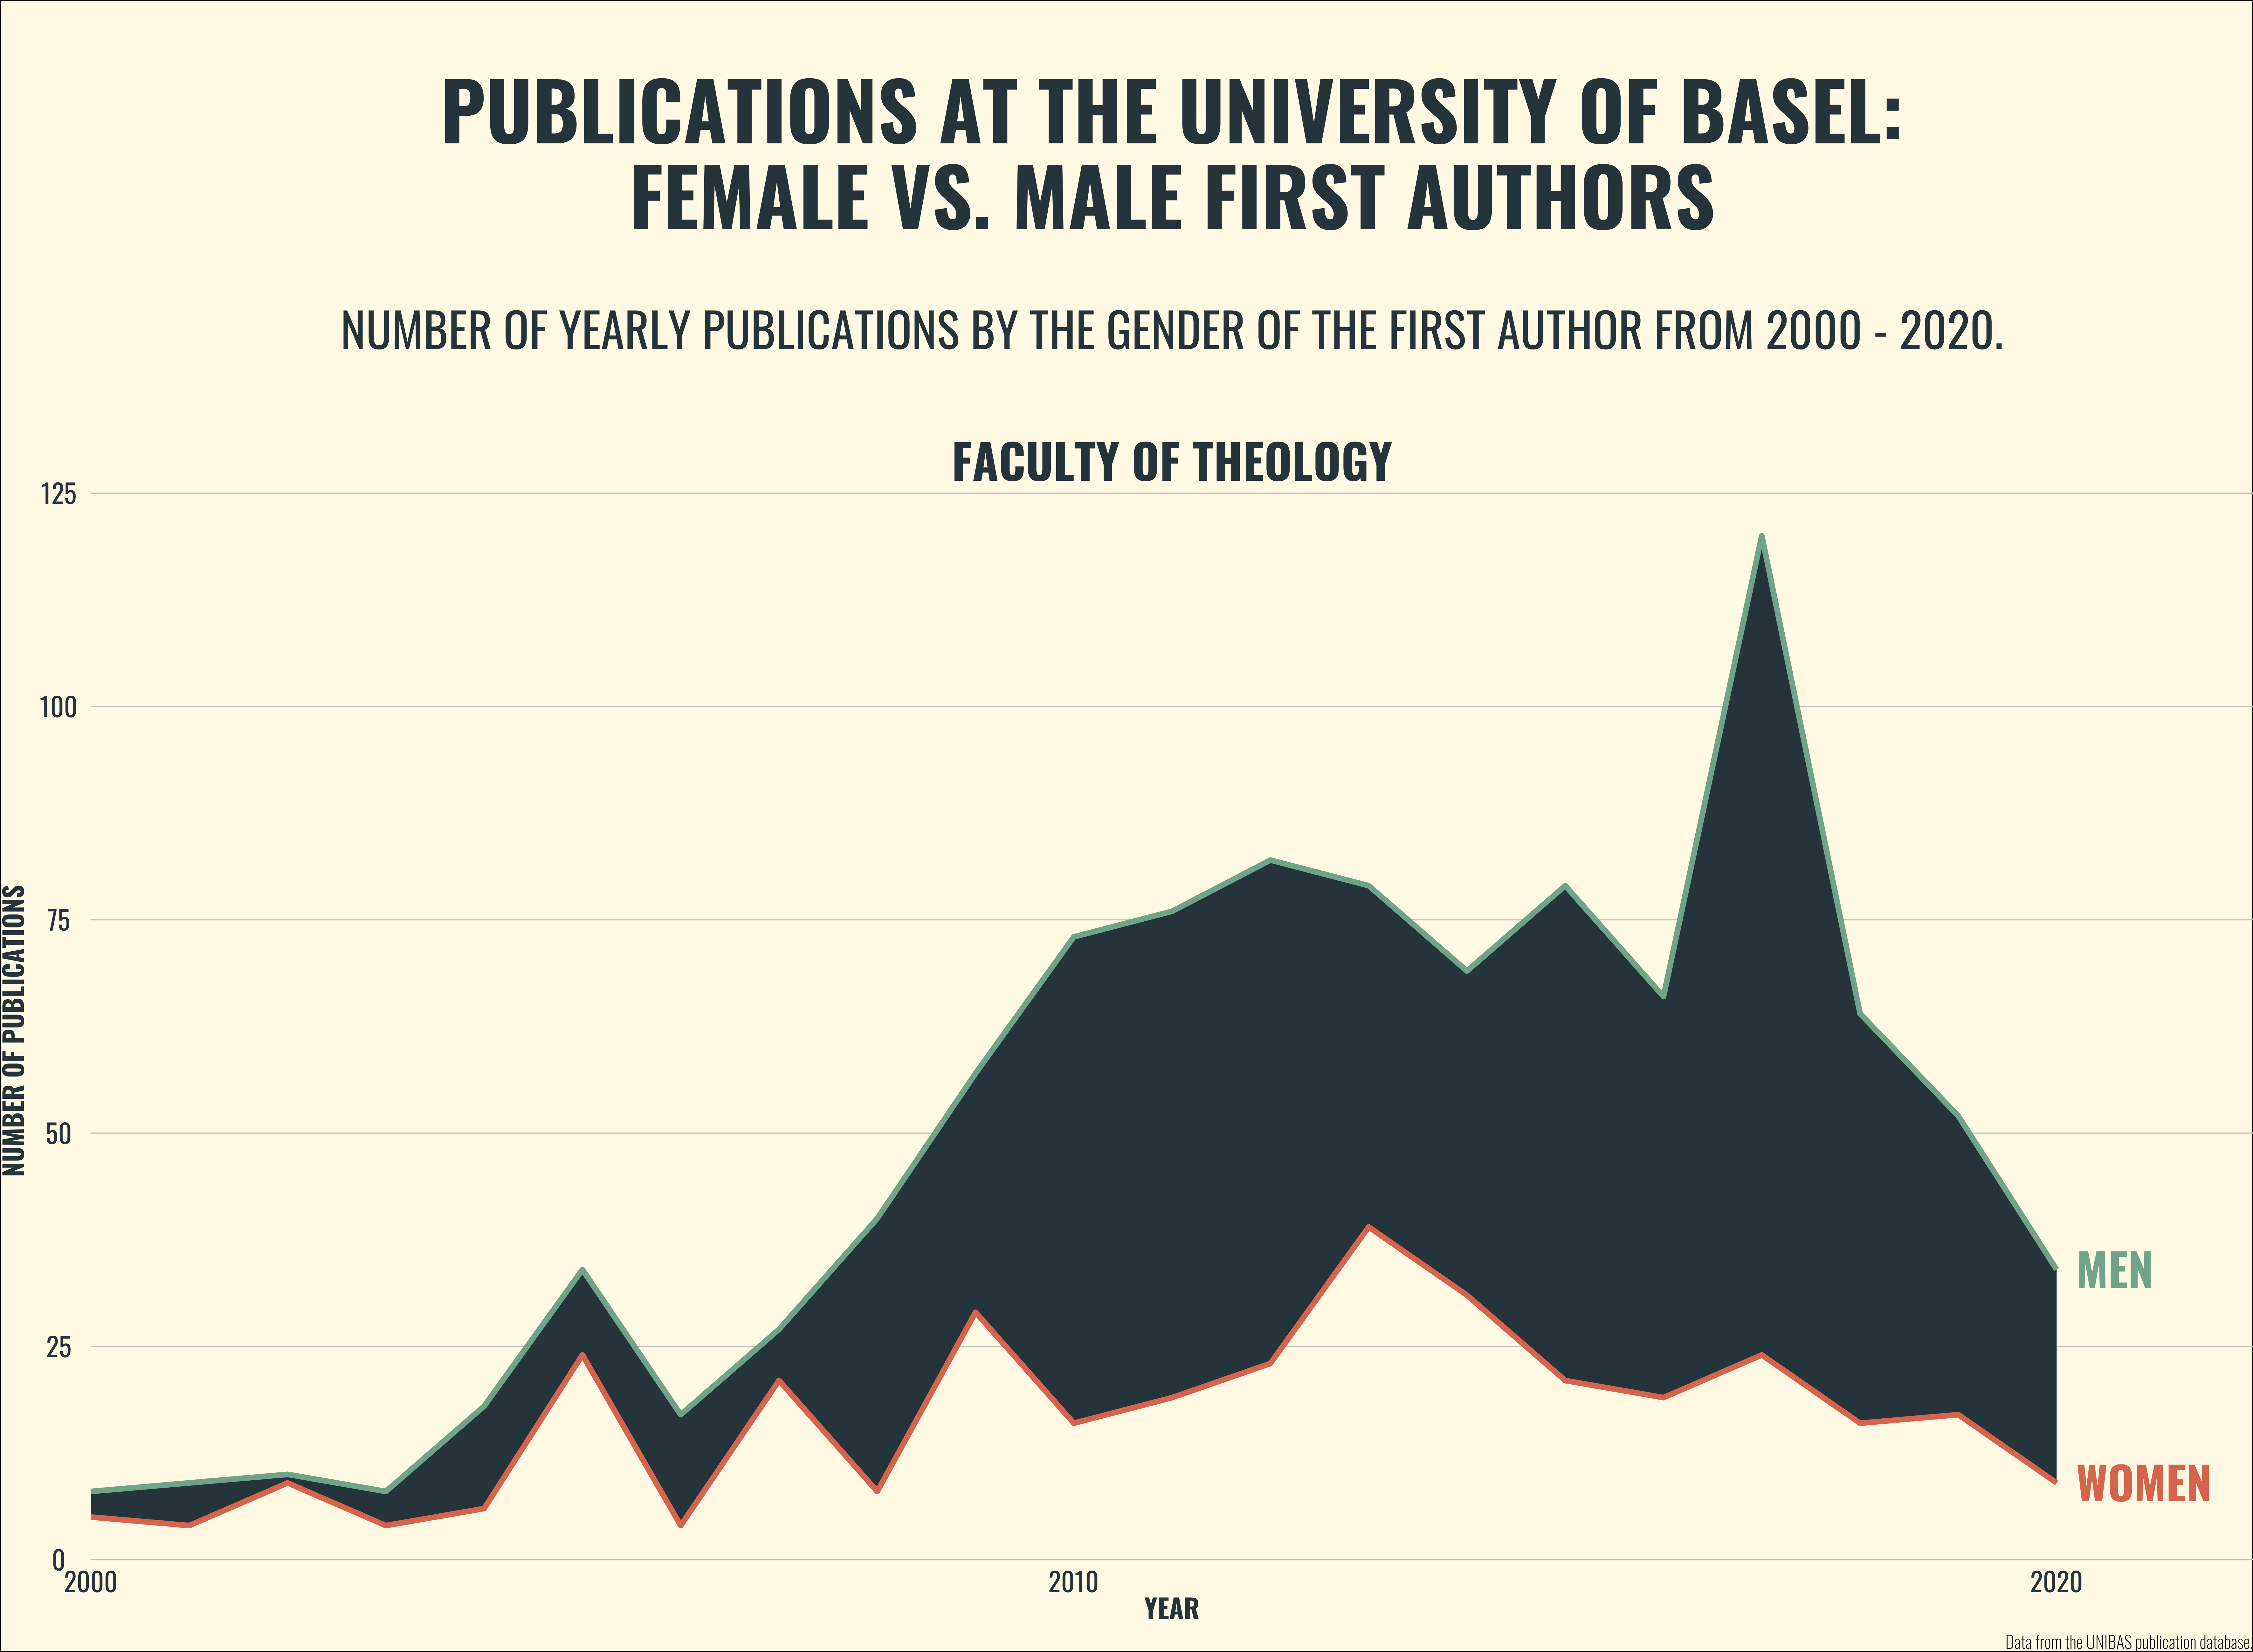 PUBLICATIONS AT THE UNIVERSITY OF BASEL:
FEMALE VS. MALE FIRST AUTHORS
NUMBER OF YEARLY PUBLICATIONS BY THE GENDER OF THE FIRST AUTHOR FROM 2000 - 2020.
FACULTY OF THEOLOGY
125
100
75
50
25
0
NUMBER OF PUBLICATIONS
MEN
WOMEN
2000
2010
2020
YEAR
Data from the UNIBAS publication database.